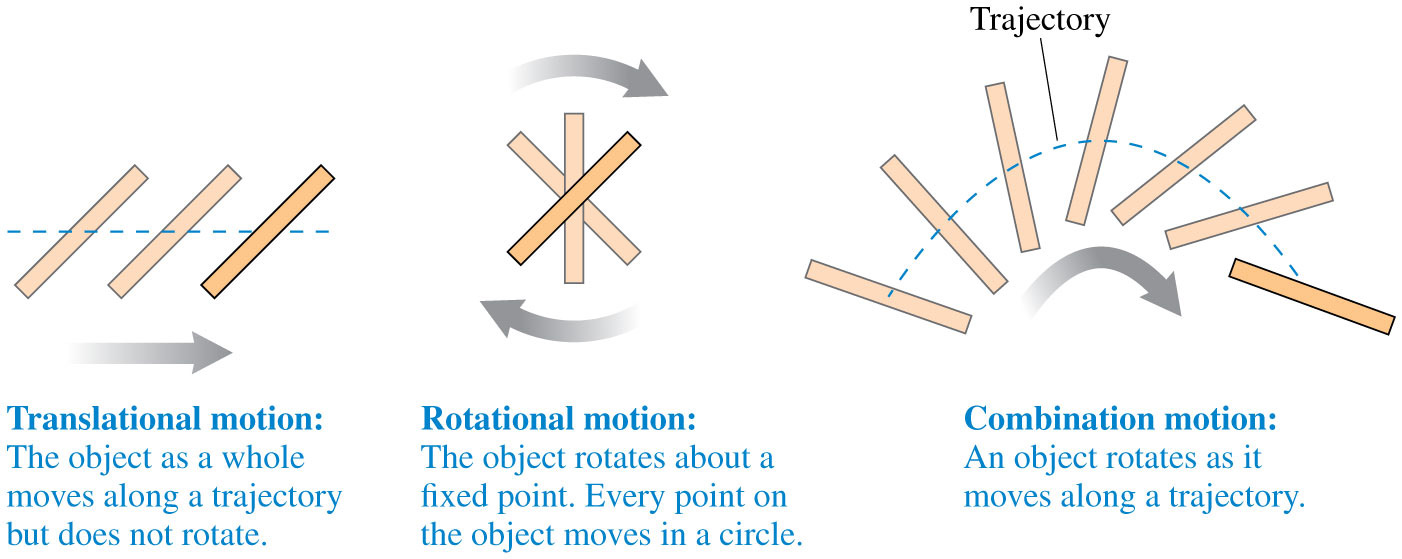 Trajectory
Translational motion:
The object as a whole
moves along a trajectory
but does not rotate.
Rotational motion:
The object rotates about a
fixed point. Every point on
the object moves in a circle.
Combination motion:
An object rotates as it
moves along a trajectory.